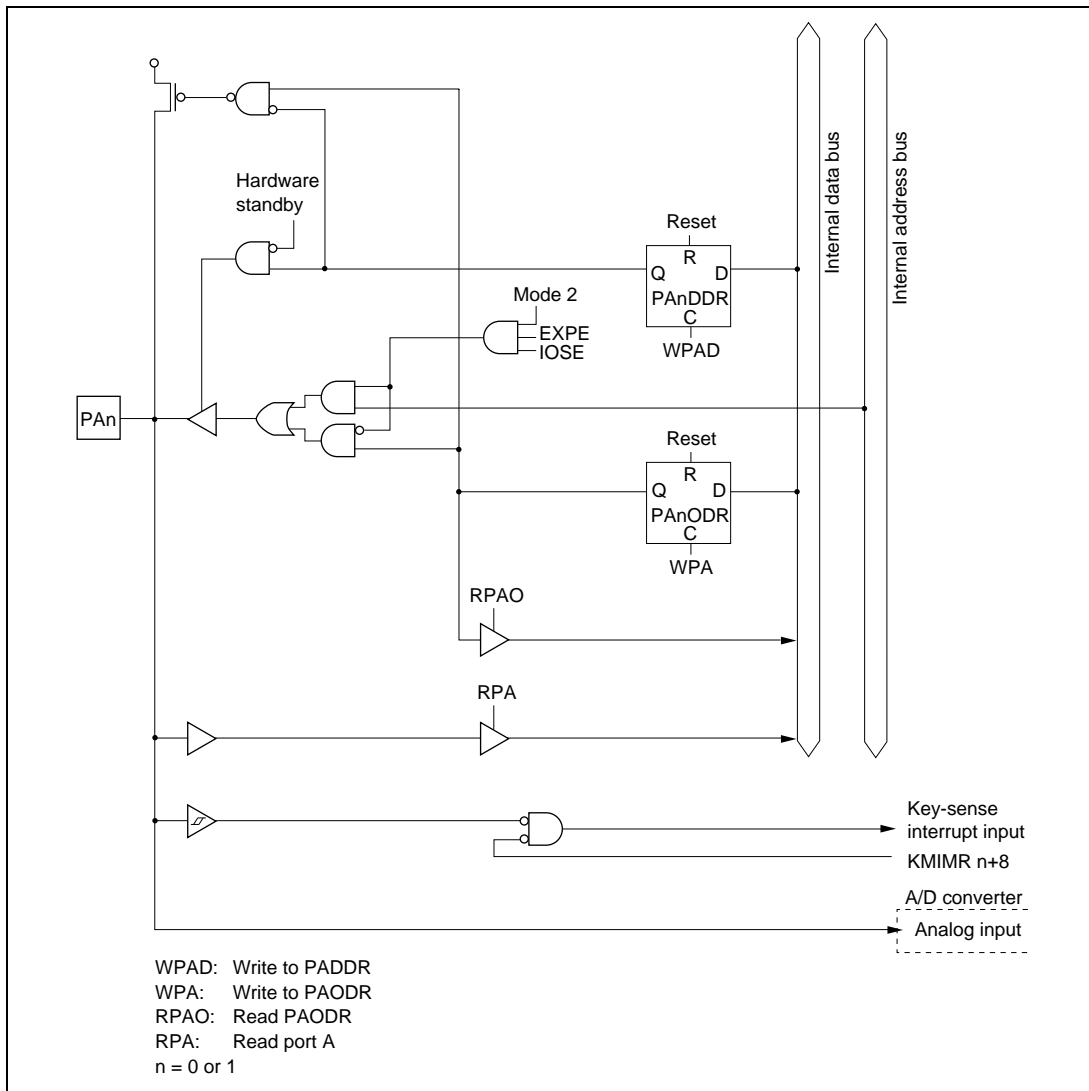 Internal data bus
Internal address bus
Hardware
standby
Reset
R
Q D
PAnDDR
C
WPAD
Mode 2
EXPE
IOSE
PAn
Reset
R
Q D
PAnODR
C
WPA
RPAO
RPA
Key-sense
interrupt input
KMIMR n+8
A/D converter
Analog input
WPAD: Write to PADDR
WPA: Write to PAODR
RPAO: Read PAODR
RPA: Read port A
n = 0 or 1